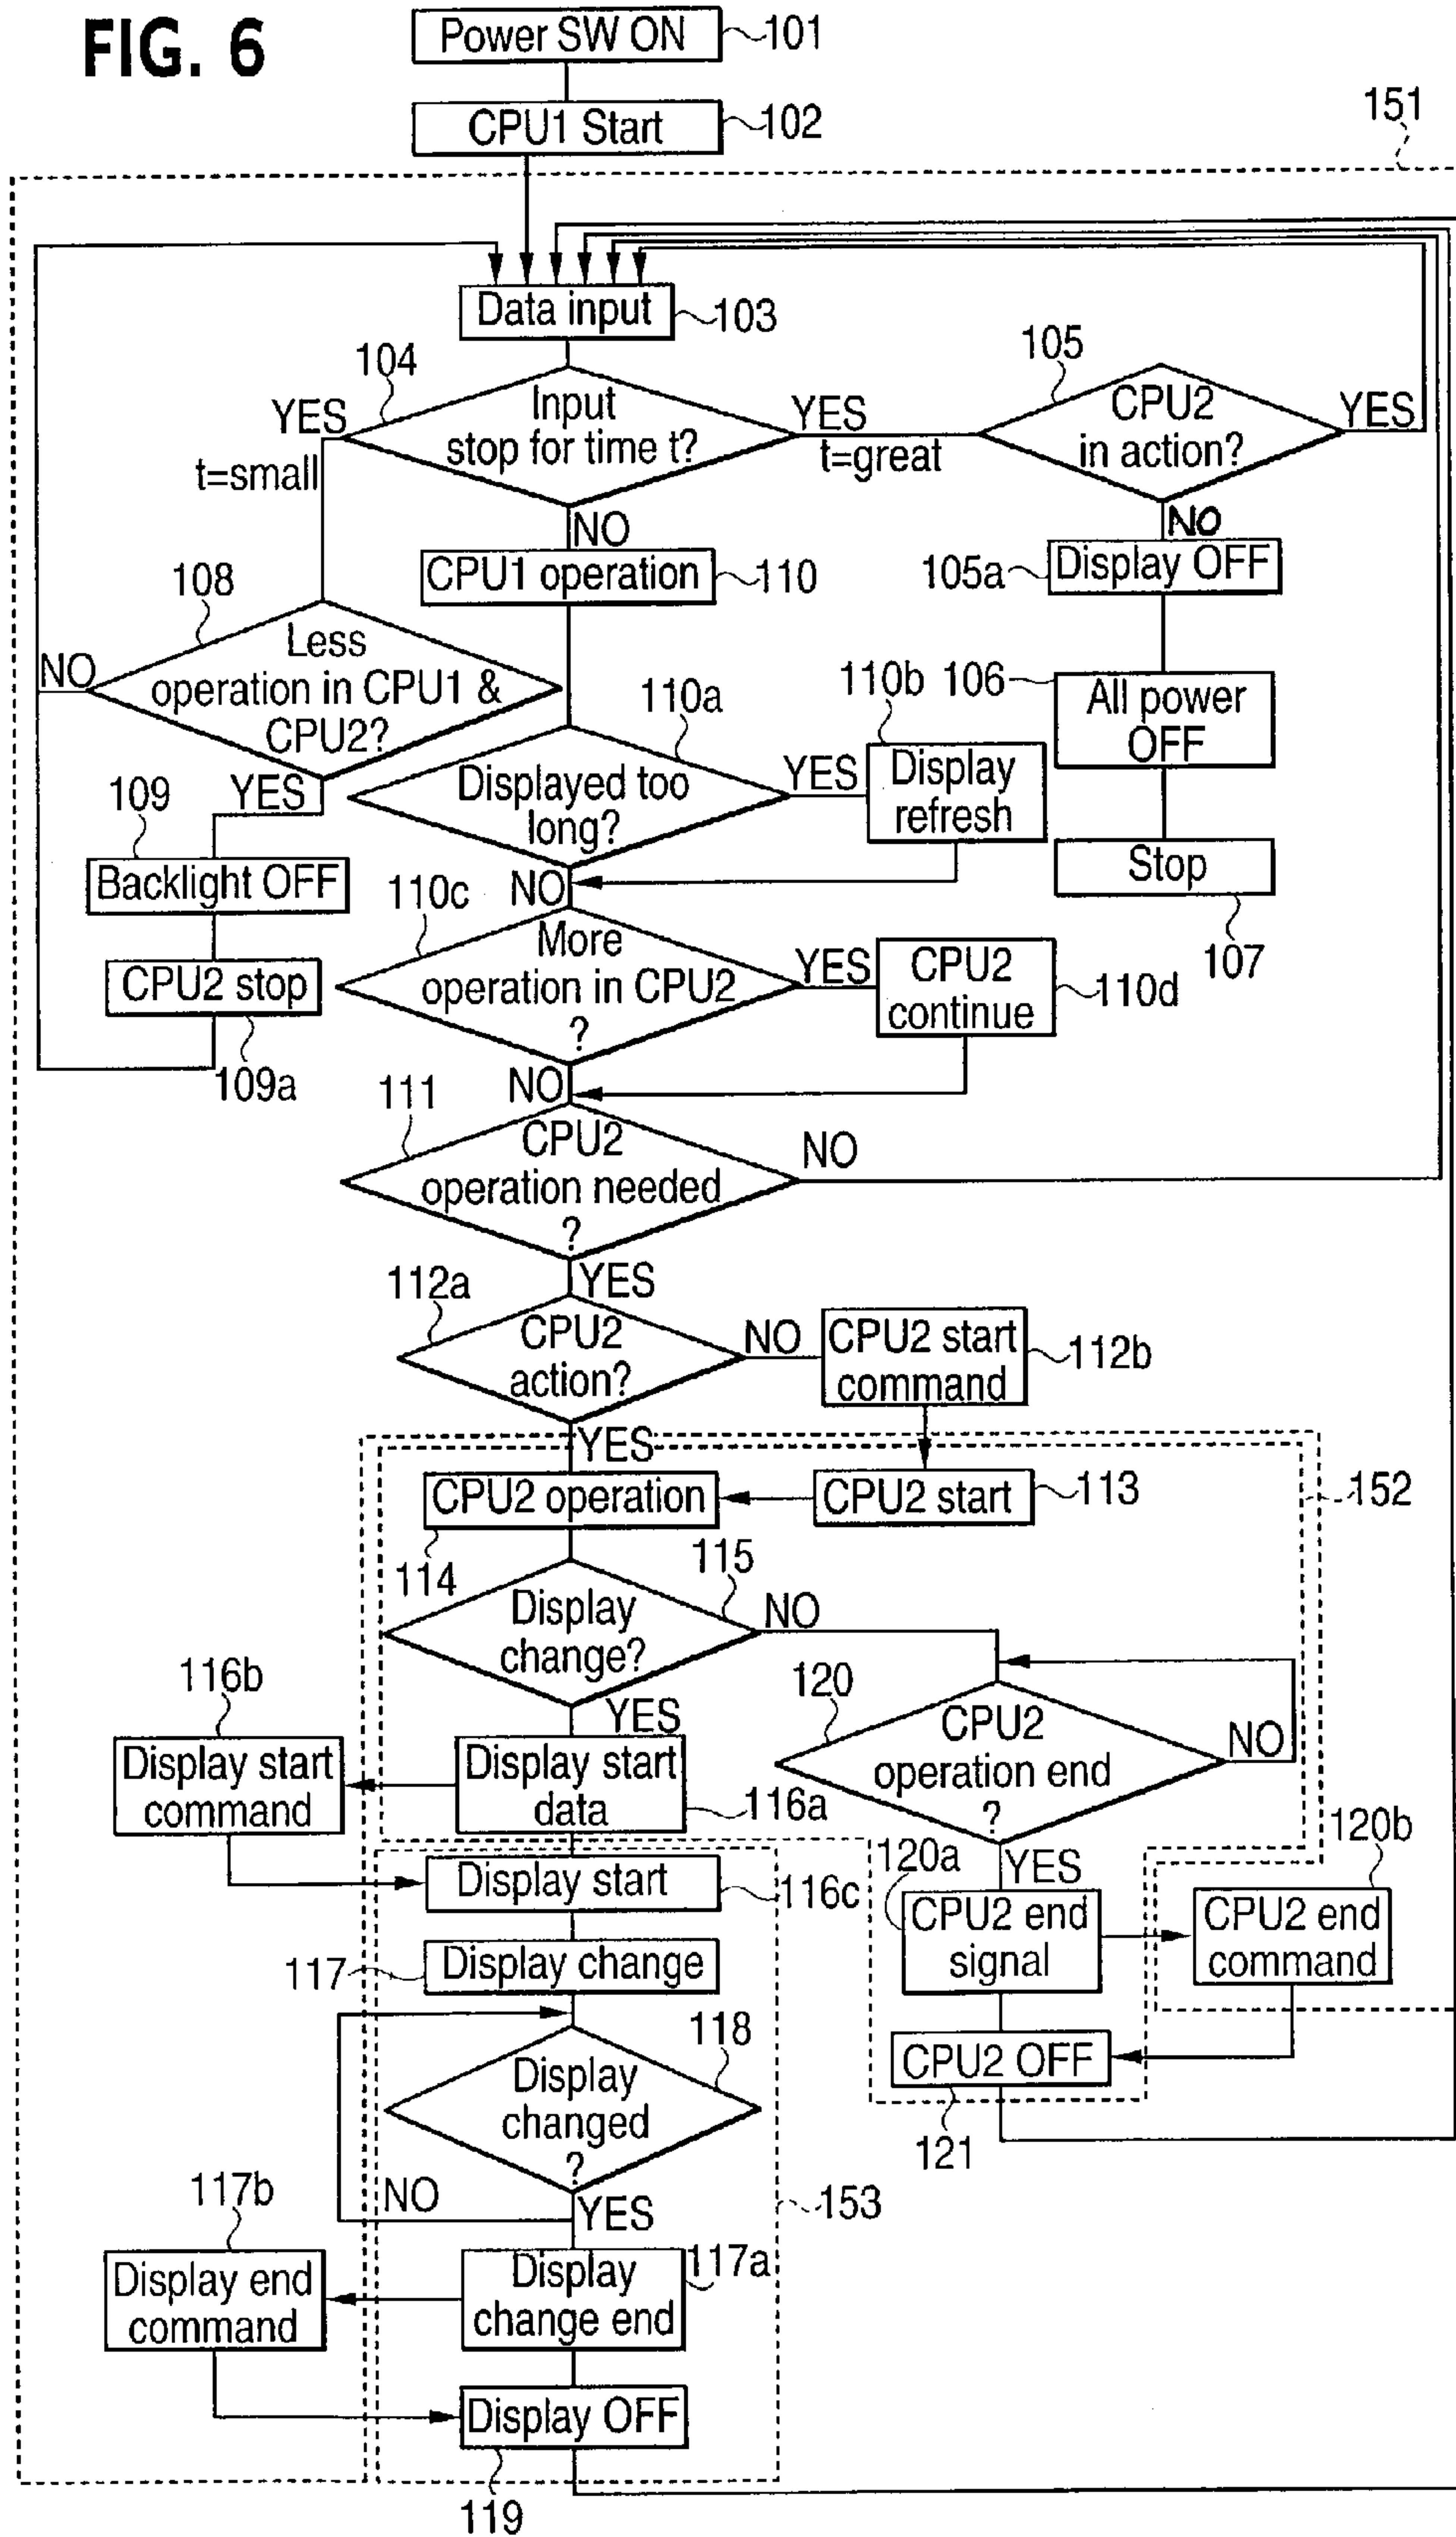 FIG. 6
Power SW ON
101
CPU1 Start
102
151
Data input
103
104
Input
stop for time t?
YES
t=small
YES
t=great
NO
105
CPU2
in action?
YES
NO
105a
Display OFF
106
All power
OFF
Stop
107
CPU1 operation
110
108
Less
operation in CPU1 &
CPU2?
NO
YES
109
Backlight OFF
CPU2 stop
109a
110a
Displayed too
long?
YES
110b
Display
refresh
NO
110c
More
operation in CPU2
?
YES
CPU2
continue
110d
NO
111
CPU2
operation needed
?
NO
YES
112a
CPU2
action?
NO
CPU2 start
command
112b
YES
CPU2 operation
114
CPU2 start
113
152
115
Display
change?
NO
YES
116b
Display start
command
Display start
data
116a
120
CPU2
operation end
?
NO
YES
120a
CPU2 end
signal
120b
CPU2 end
command
CPU2 OFF
121
Display start
116c
117
Display change
118
Display
changed
?
NO
YES
153
117b
Display end
command
117a
Display
change end
Display OFF
119